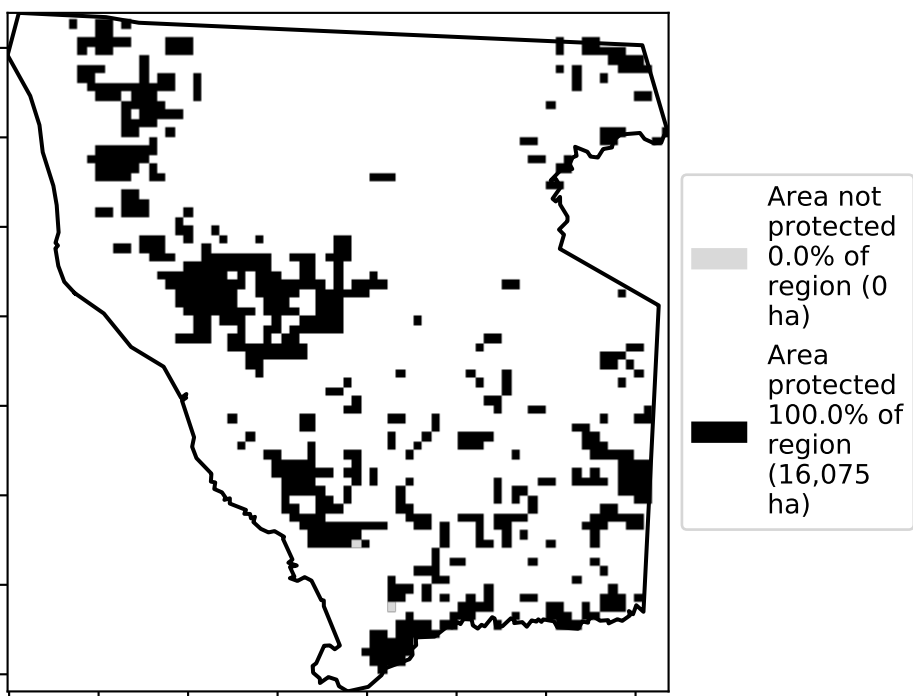 Area not
protected
0.0% of
region (0
ha)
Area
protected
100.0% of
region
(16,075
ha)